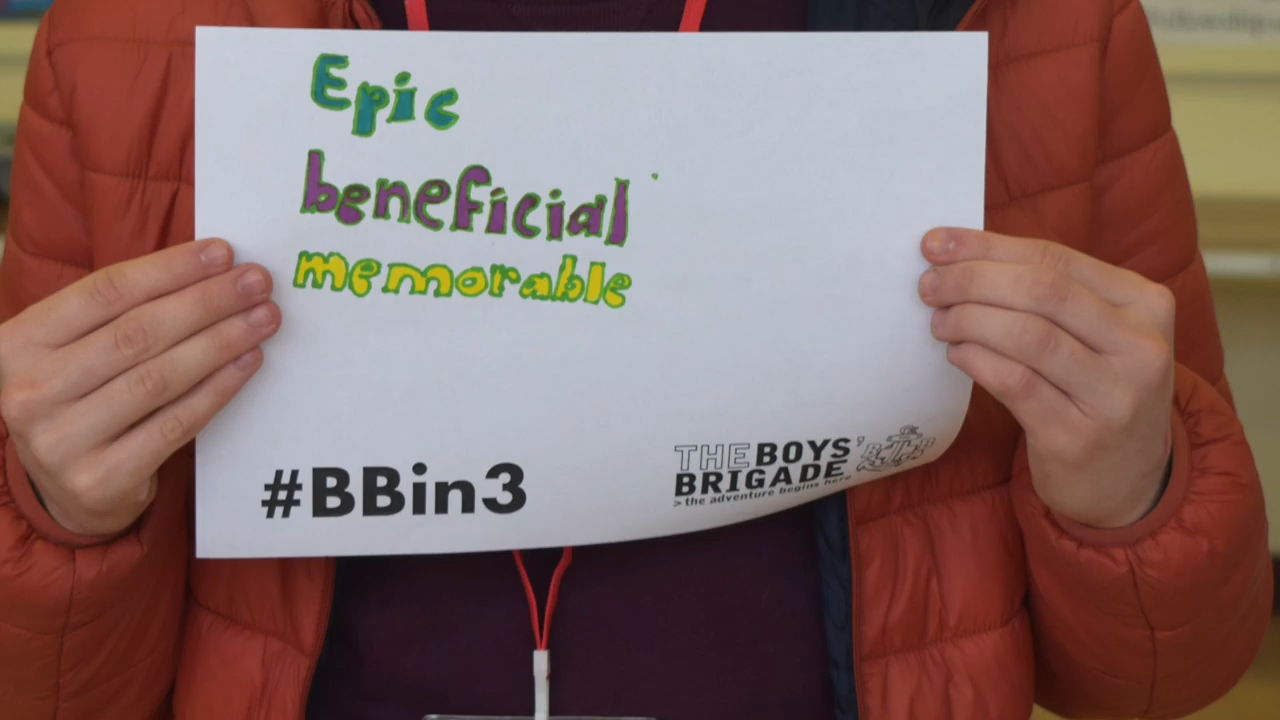 Epic
beneficial
memorable
#BBin3
THE BOYS'
BRIGADE
>the adventure begins here